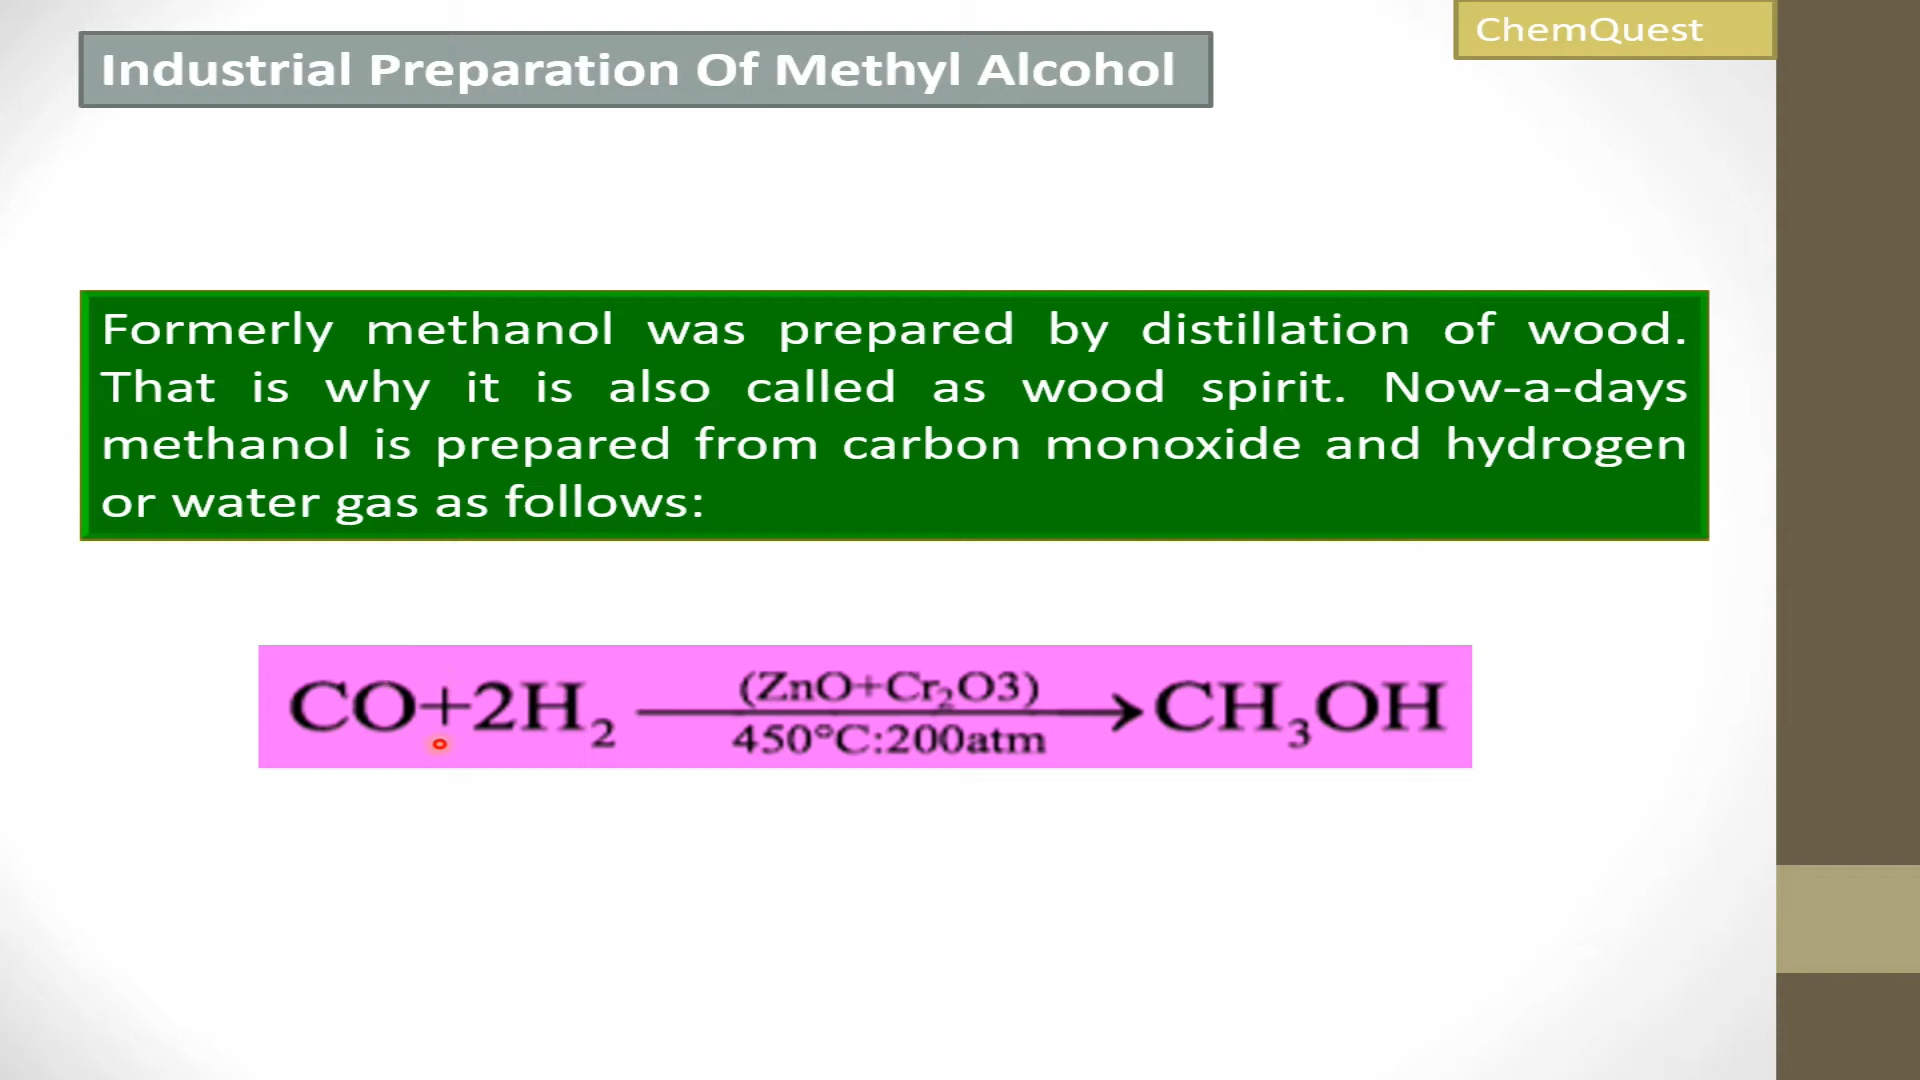 ChemQuest
Industrial Preparation Of Methyl Alcohol
Formerly methanol was prepared by distillation of wood.
That is why it is also called as wood spirit. Now-a-days
methanol is prepared from carbon monoxide and hydrogen
or water gas as follows:
(ZnO+Cr₂O3)
CO+2H₂ ⟶ CH₃OH
450°C:200atm